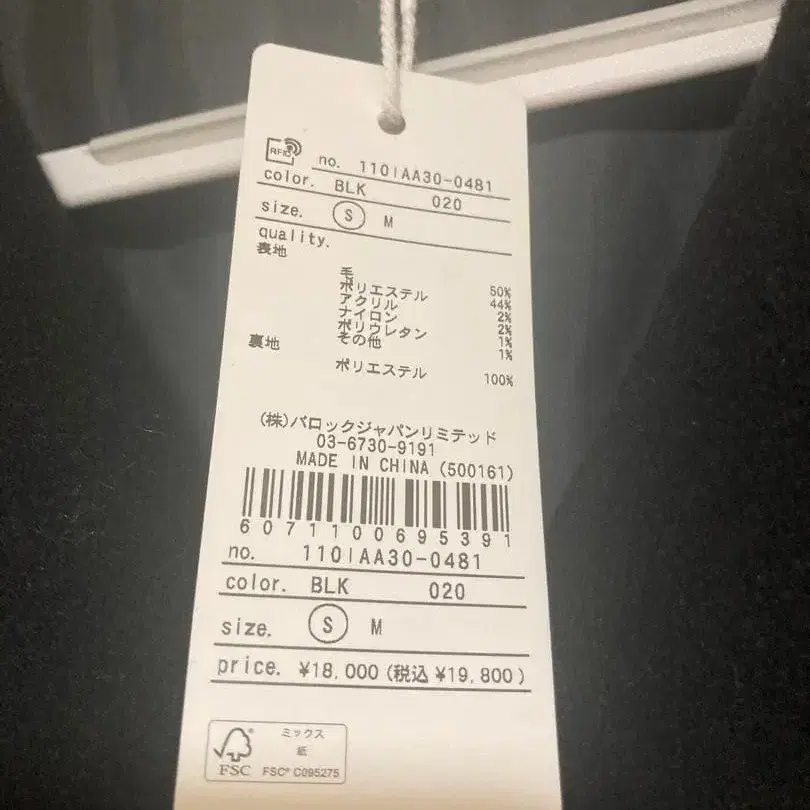 RFID
no. 110IAA30-0481
color. BLK 020
size. S M
quality.
表地
毛 50%
ポリエステル 44%
アクリル 2%
ナイロン 2%
ポリウレタン 1%
その他 1%
裏地
ポリエステル 100%
(株)バロックジャパンリミテッド
03-6730-9191
MADE IN CHINA (500161)
6071100695391
no. 110IAA30-0481
color. BLK 020
size. S M
price. ¥18,000 (税込 ¥19,800)
ミックス
紙
FSC FSC® C095275